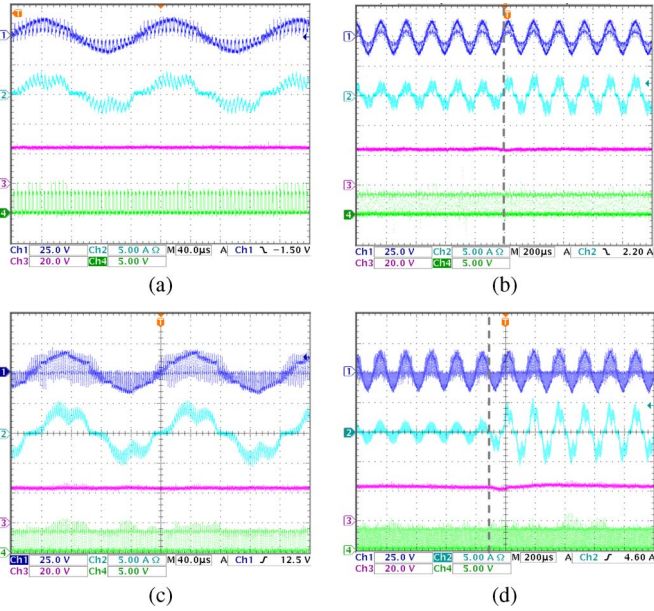 T T
1 1
2 2
3 3
4 4
Ch1 25.0 V Ch2 5.00 A Ω M 40.0µs A Ch1 ㄟ −1.50 V
Ch3 20.0 V Ch4 5.00 V
Ch1 25.0 V Ch2 5.00 A Ω M 200µs A Ch2 ㄟ 2.20 A
Ch3 20.0 V Ch4 5.00 V
(a) (b)
T T
1 1
2 2
3 3
4 4
Ch1 25.0 V Ch2 5.00 A Ω M 40.0µs A Ch1 ƒ 12.5 V
Ch3 20.0 V Ch4 5.00 V
Ch1 25.0 V Ch2 5.00 A Ω M 200µs A Ch2 ƒ 4.60 A
Ch3 20.0 V Ch4 5.00 V
(c) (d)